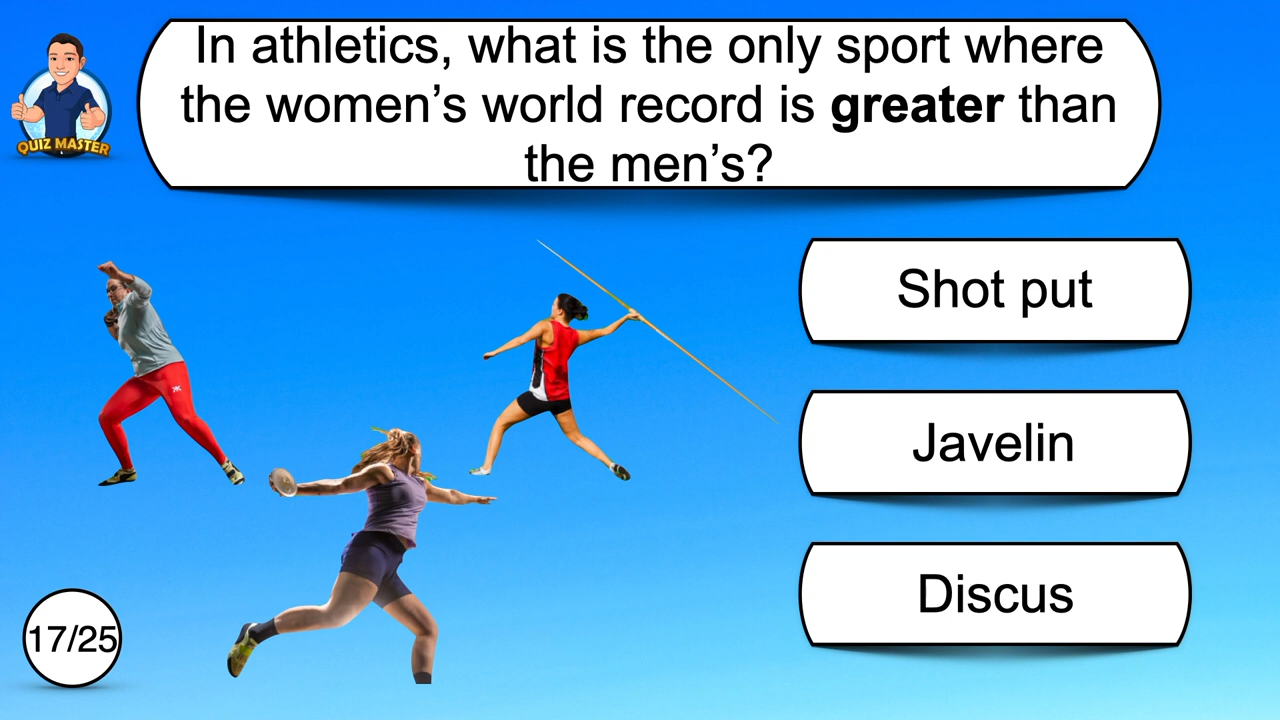 In athletics, what is the only sport where
the women’s world record is greater than
the men’s?
QUIZ MASTER
Shot put
Javelin
Discus
17/25